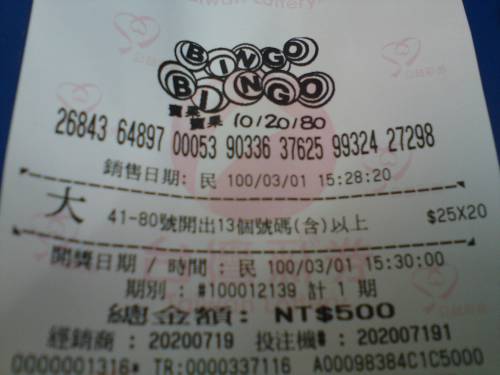 Taiwan Lottery
BINGO
BINGO
賓果
賓果 10/20/80
26843 64897 00053 90336 37625 99324 27298
銷售日期: 民 100/03/01 15:28:20
大 41-80號開出13個號碼(含)以上 $25X20
開獎日期 / 時間 : 民 100/03/01 15:30:00
期別 : #100012139 計 1 期
總金額: NT$500
經銷商 : 20200719 投注機# : 202007191
0000001316* TR:0000337116 A00098384C1C5000